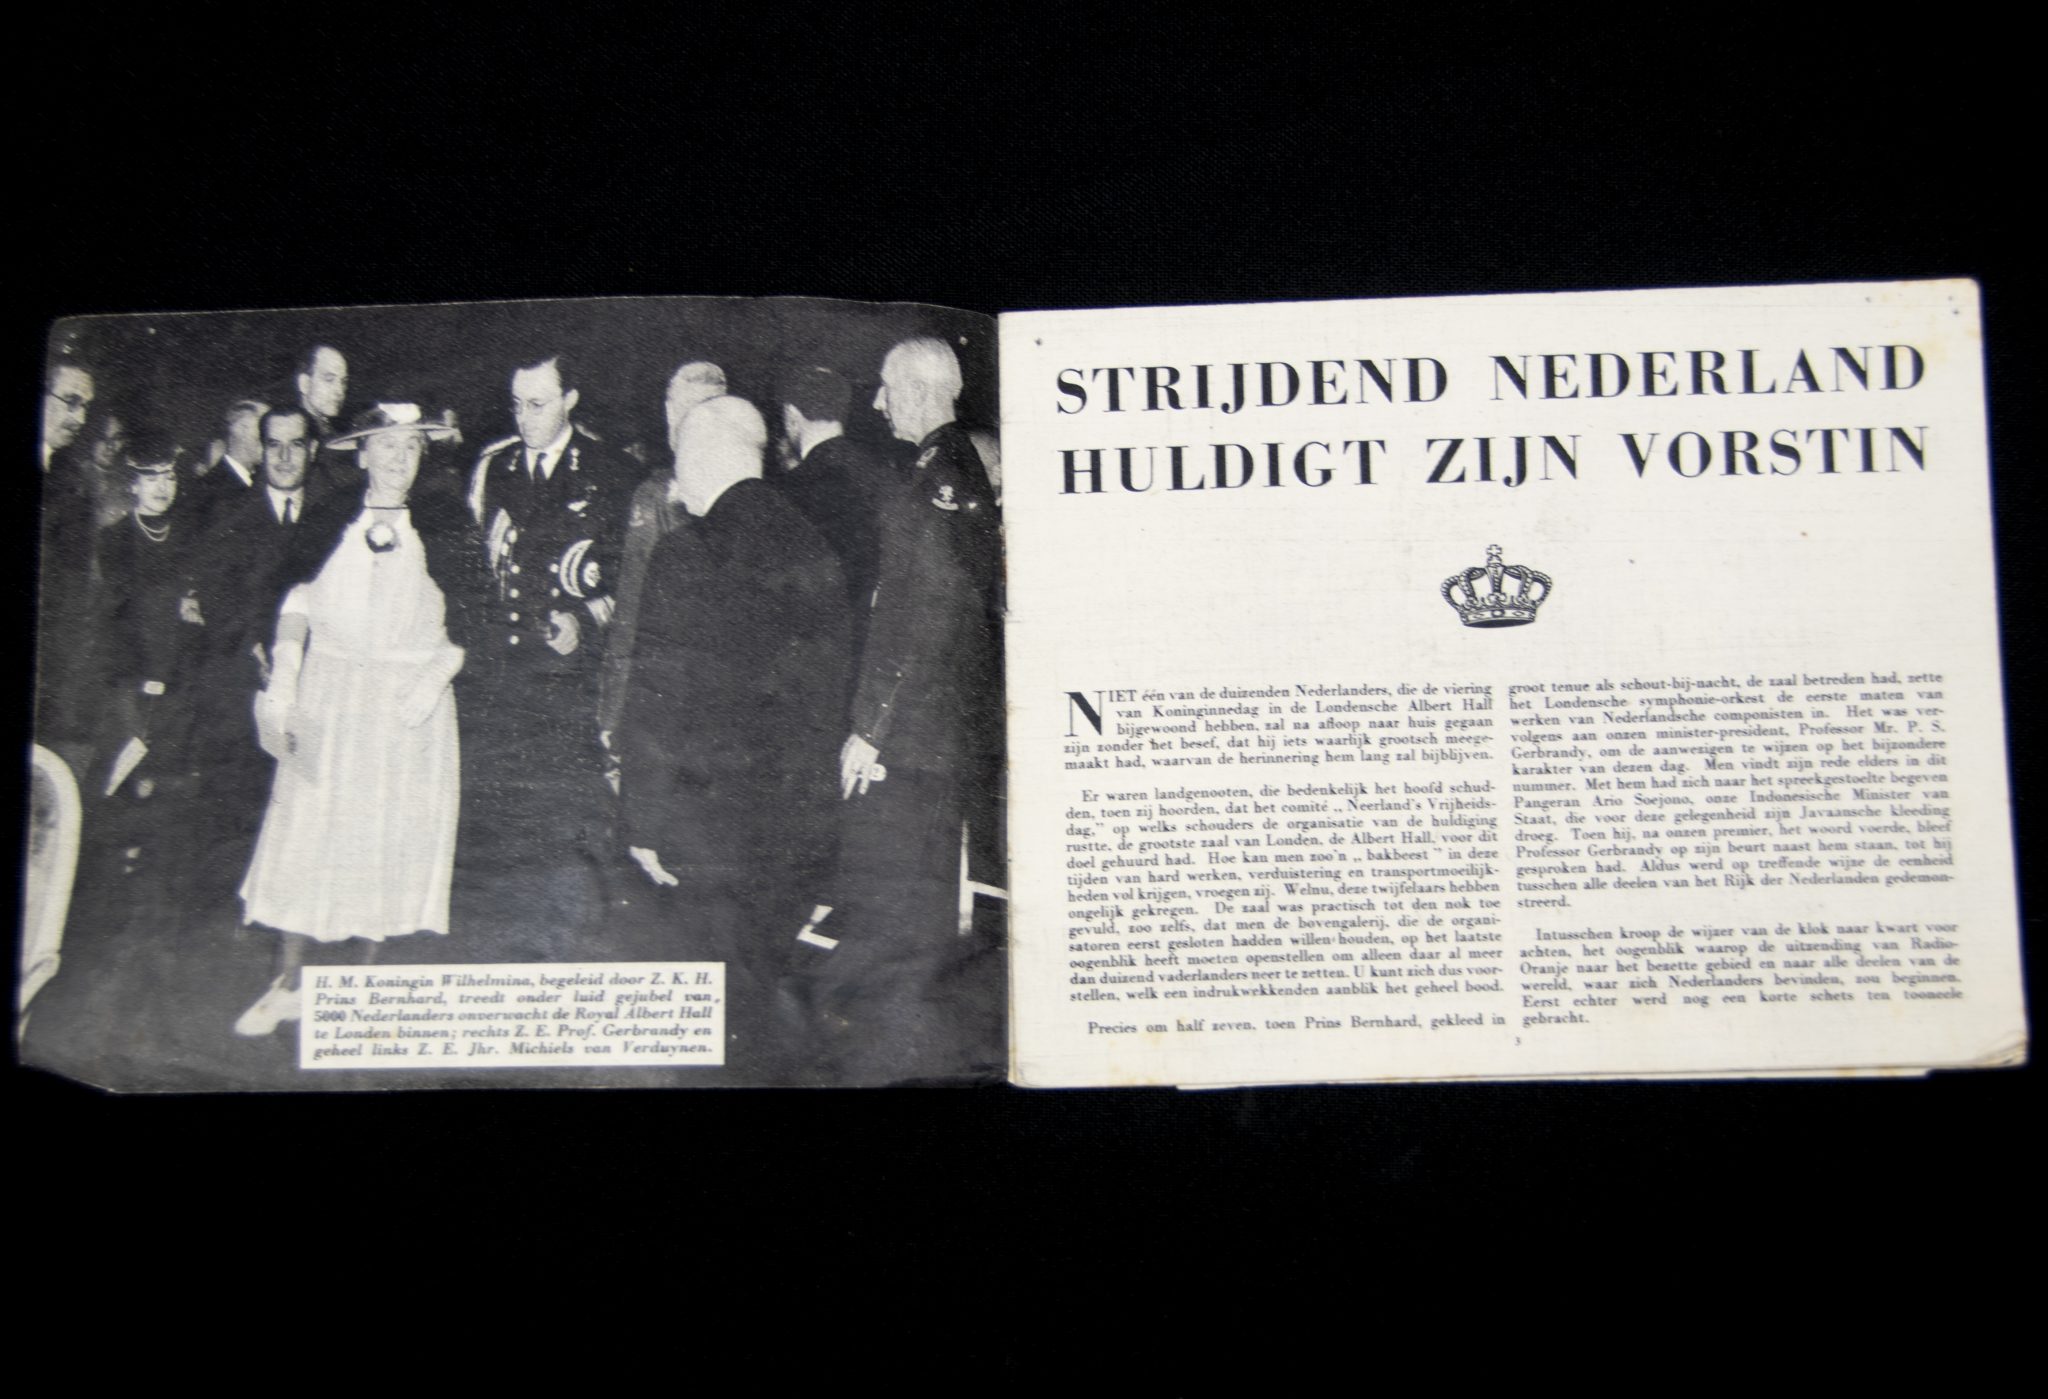 H. M. Koningin Wilhelmina, begeleid door Z. K. H.
Prins Bernhard, treedt onder luid gejubel van
5000 Nederlanders onverwacht de Royal Albert Hall
te Londen binnen; rechts Z. E. Prof. Gerbrandy en
geheel links Z. E. Jhr. Michiels van Verduynen.
STRIJDEND NEDERLAND
HULDIGT ZIJN VORSTIN
NIET één van de duizenden Nederlanders, die de viering
van Koninginnedag in de Londensche Albert Hall
bijgewoond hebben, zal na afloop naar huis gegaan
zijn zonder het besef, dat hij iets waarlijk grootsch meege-
maakt had, waarvan de herinnering hem lang zal bijblijven.
Er waren landgenooten, die bedenkelijk het hoofd schud-
den, toen zij hoorden, dat het comité „ Neerland's Vrijheids-
dag," op welks schouders de organisatie van de huldiging
rustte, de grootste zaal van Londen, de Albert Hall, voor dit
doel gehuurd had. Hoe kan men zoo'n „ bakbeest " in deze
tijden van hard werken, verduistering en transportmoeilijk-
heden vol krijgen, vroegen zij. Welnu, deze twijfelaars hebben
ongelijk gekregen. De zaal was practisch tot den nok toe
gevuld, zoo zelfs, dat men de bovengalerij, die de organi-
satoren eerst gesloten hadden willen houden, op het laatste
oogenblik heeft moeten openstellen om alleen daar al meer
dan duizend vaderlanders neer te zetten. U kunt zich dus voor-
stellen, welk een indrukwekkenden aanblik het geheel bood.
Precies om half zeven, toen Prins Bernhard, gekleed in
groot tenue als schout-bij-nacht, de zaal betreden had, zette
het Londensche symphonie-orkest de eerste maten van
werken van Nederlandsche componisten in. Het was ver-
volgens aan onzen minister-president, Professor Mr. P. S.
Gerbrandy, om de aanwezigen te wijzen op het bijzondere
karakter van dezen dag. Men vindt zijn rede elders in dit
nummer. Met hem had zich naar het spreekgestoelte begeven
Pangeran Ario Soejono, onze Indonesische Minister van
Staat, die voor deze gelegenheid zijn Javaansche kleeding
droeg. Toen hij, na onzen premier, het woord voerde, bleef
Professor Gerbrandy op zijn beurt naast hem staan, tot hij
gesproken had. Aldus werd op treffende wijze de eenheid
tusschen alle deelen van het Rijk der Nederlanden gedemon-
streerd.
Intusschen kroop de wijzer van de klok naar kwart voor
achten, het oogenblik waarop de uitzending van Radio-
Oranje naar het bezette gebied en naar alle deelen van de
wereld, waar zich Nederlanders bevinden, zou beginnen.
Eerst echter werd nog een korte schets ten tooneele
gebracht.
3